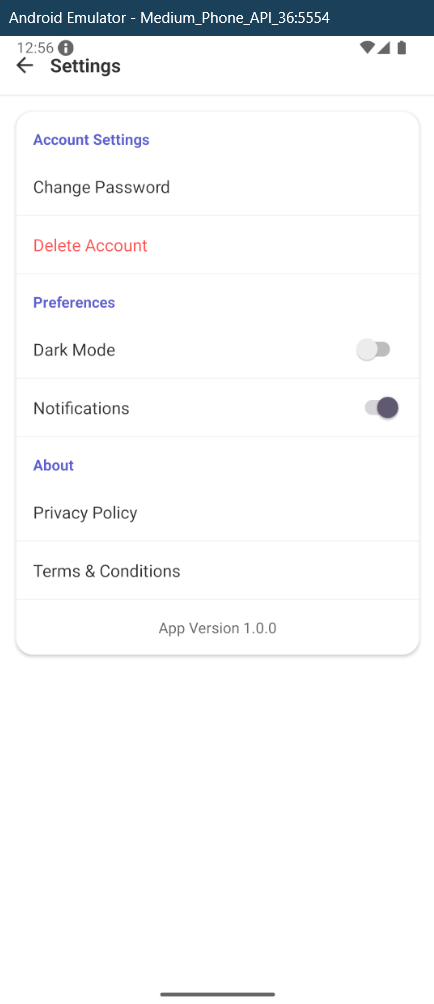 Android Emulator - Medium_Phone_API_36:5554
12:56
Settings
Account Settings
Change Password
Delete Account
Preferences
Dark Mode
Notifications
About
Privacy Policy
Terms & Conditions
App Version 1.0.0